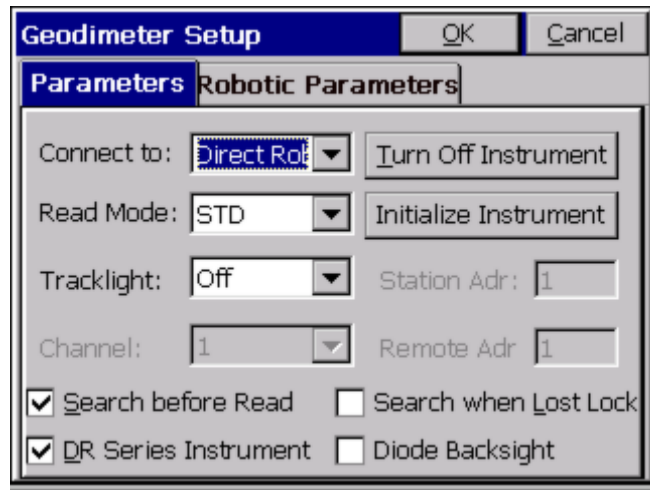 Geodimeter Setup OK Cancel
Parameters Robotic Parameters
Connect to: Direct Rob Turn Off Instrument
Read Mode: STD Initialize Instrument
Tracklight: Off Station Adr: 1
Channel: 1 Remote Adr 1
Search before Read Search when Lost Lock
DR Series Instrument Diode Backsight